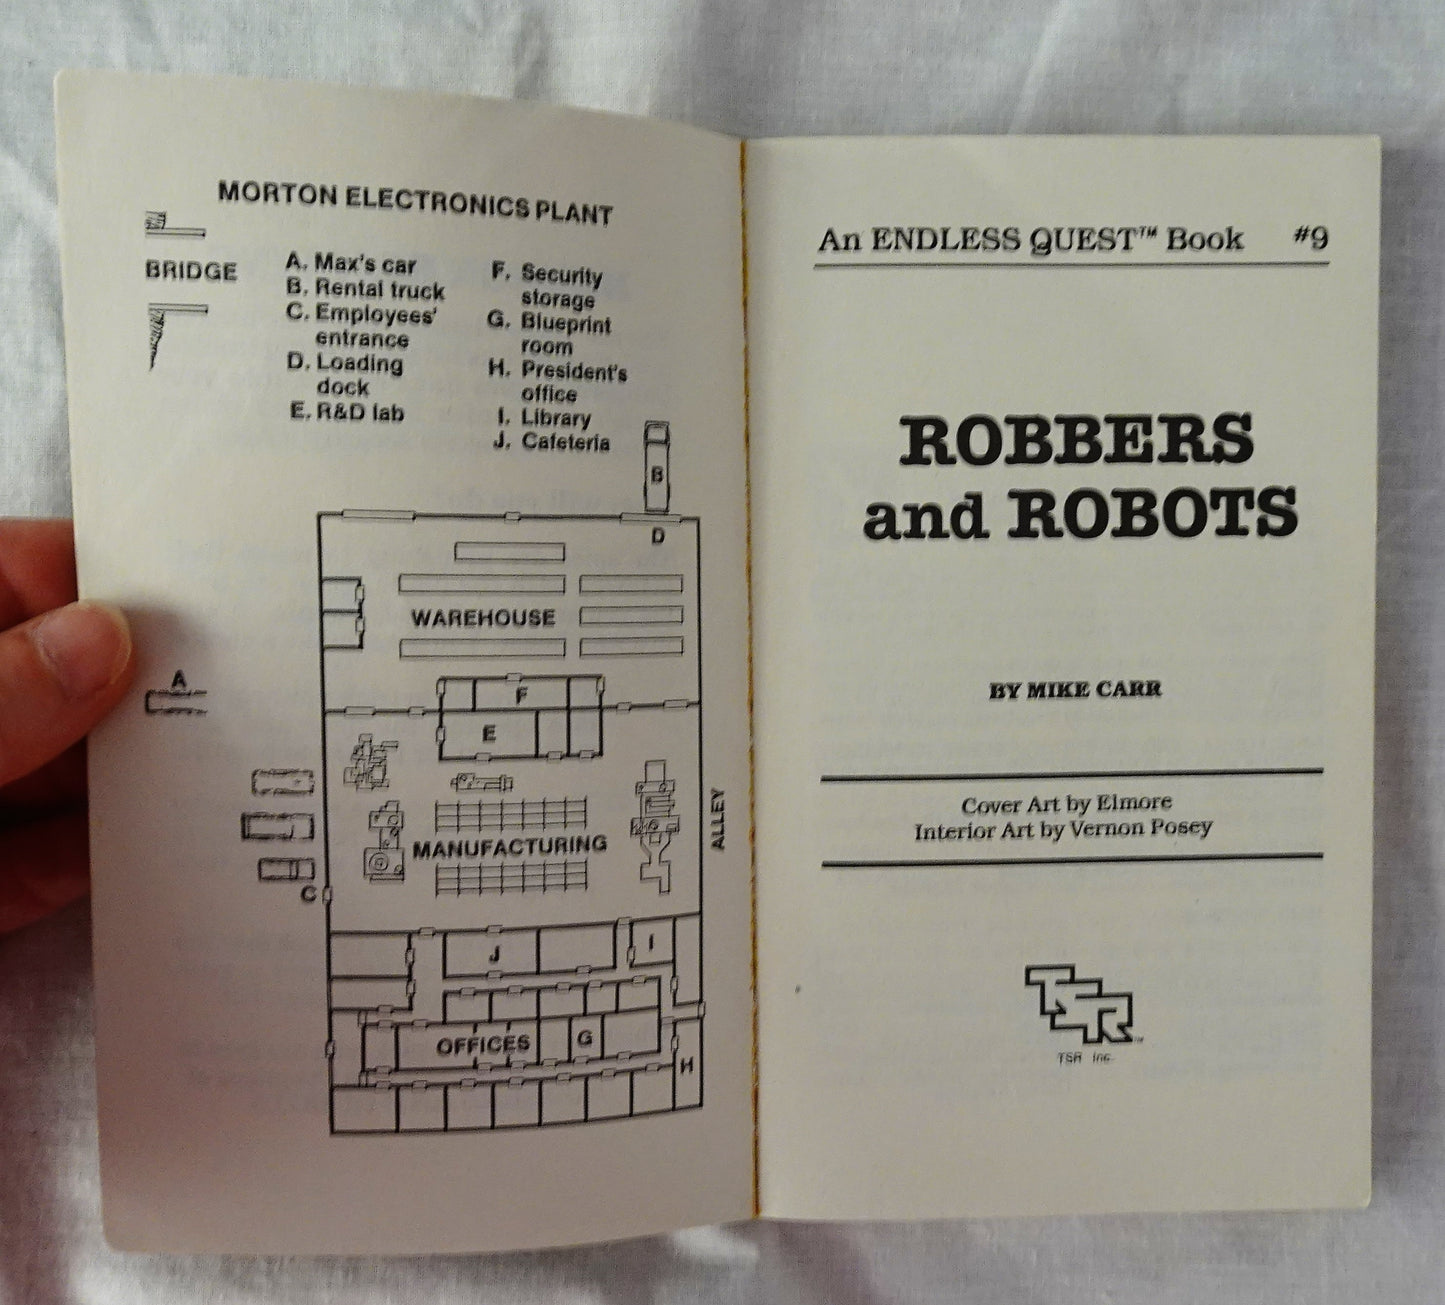 MORTON ELECTRONICS PLANT
BRIDGE
A. Max's car
B. Rental truck
C. Employees'
entrance
D. Loading
dock
E. R&D lab
F. Security
storage
G. Blueprint
room
H. President's
office
I. Library
J. Cafeteria
B
D
WAREHOUSE
A
F
E
MANUFACTURING
ALLEY
C
J
I
OFFICES
G
H
An ENDLESS QUEST™ Book #9
ROBBERS
and ROBOTS
BY MIKE CARR
Cover Art by Elmore
Interior Art by Vernon Posey
TSR™
TSR Inc.